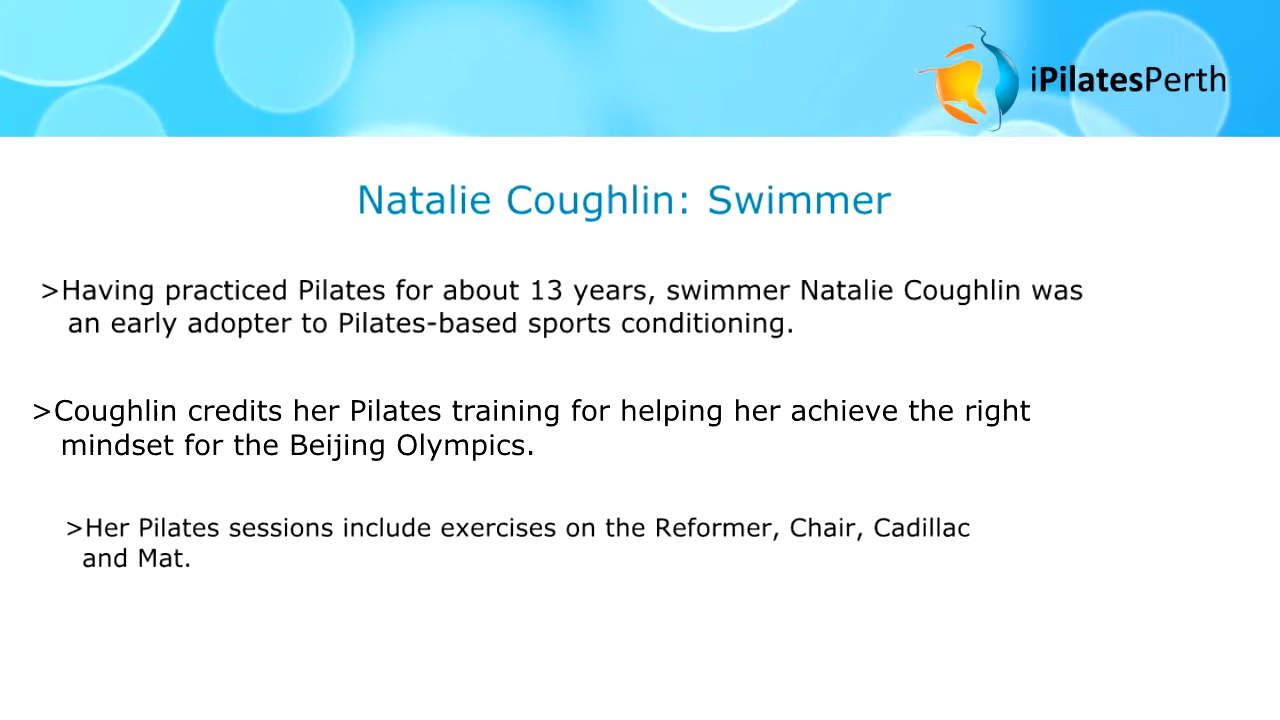 iPilatesPerth
Natalie Coughlin: Swimmer
>Having practiced Pilates for about 13 years, swimmer Natalie Coughlin was
an early adopter to Pilates-based sports conditioning.
>Coughlin credits her Pilates training for helping her achieve the right
mindset for the Beijing Olympics.
>Her Pilates sessions include exercises on the Reformer, Chair, Cadillac
and Mat.